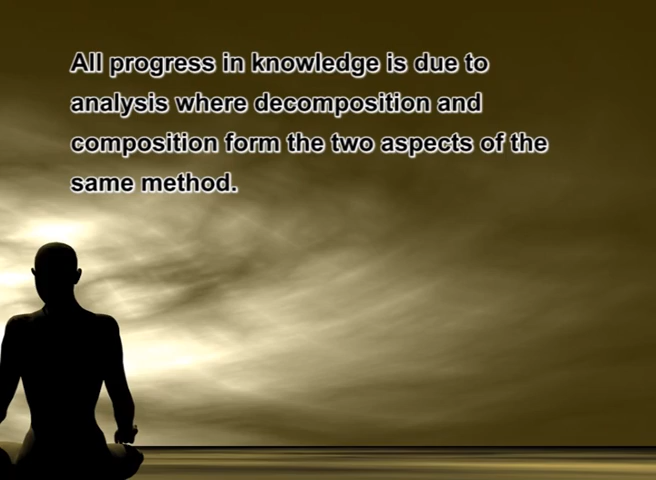 All progress in knowledge is due to
analysis where decomposition and
composition form the two aspects of the
same method.